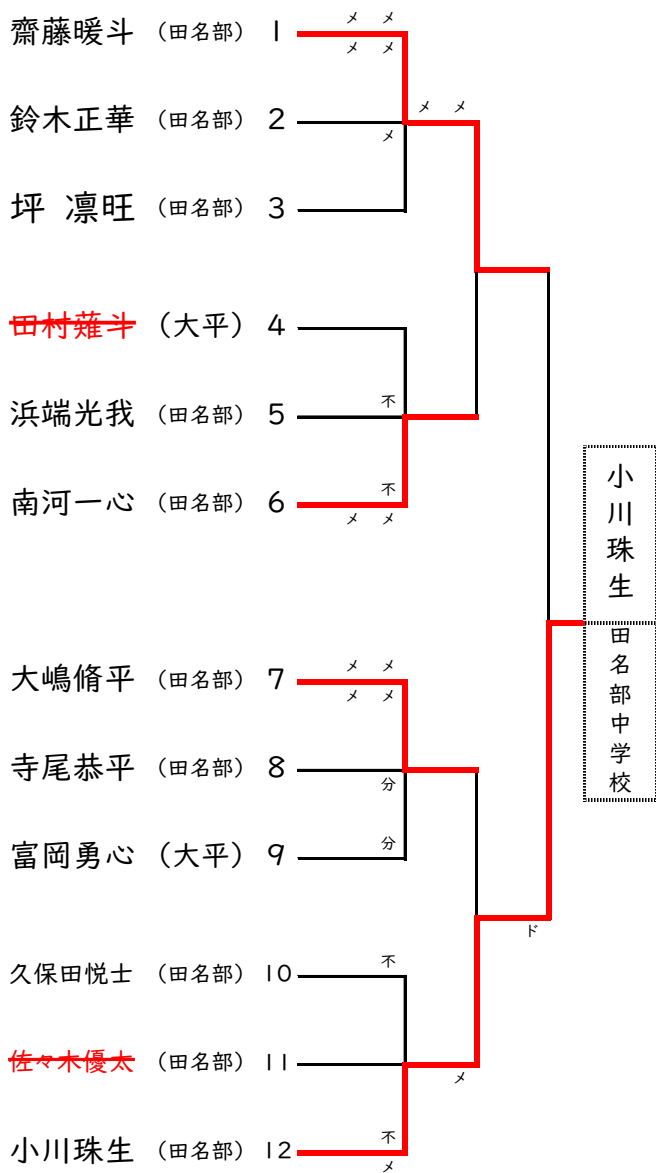 齋藤暖斗 (田名部) 1
メ メ
メ メ
メ メ
鈴木正華 (田名部) 2
メ
坪 凛旺 (田名部) 3
田村薙斗 (大平) 4
不
浜端光我 (田名部) 5
不
南河一心 (田名部) 6
メ メ
小川珠生
田名部中学校
メ メ
大嶋脩平 (田名部) 7
メ メ
寺尾恭平 (田名部) 8
分
分
富岡勇心 (大平) 9
ド
不
久保田悦士 (田名部) 10
佐々木優太 (田名部) 11
メ
不
小川珠生 (田名部) 12
メ